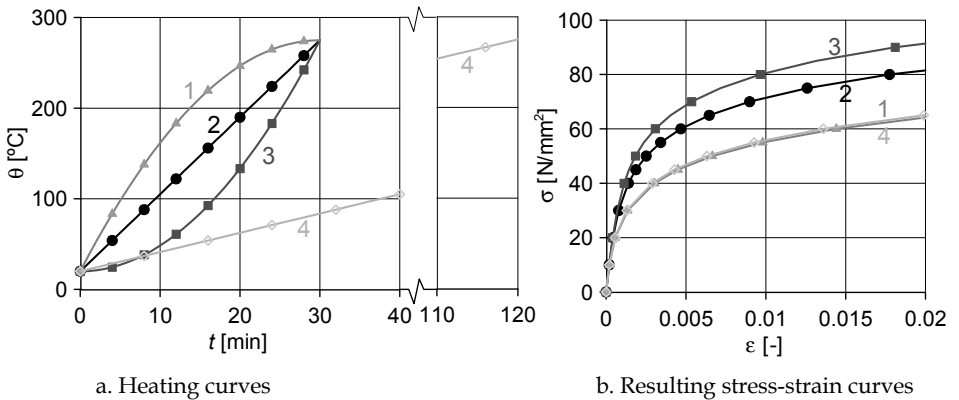 300
200
100
0
θ [ºC]
1
2
3
4
4
0 10 20 30 40 110 120
t [min]
a. Heating curves
100
80
60
40
20
0
σ [N/mm²]
3
2
1
4
0 0.005 0.01 0.015 0.02
ε [-]
b. Resulting stress-strain curves